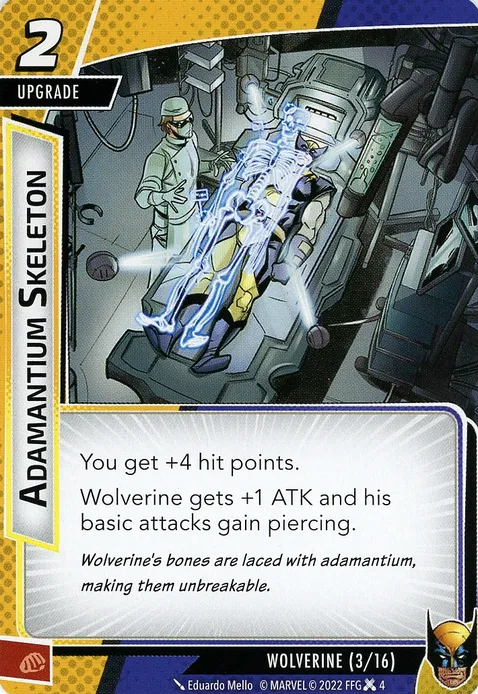 2
UPGRADE
ADAMANTIUM SKELETON
You get +4 hit points.
Wolverine gets +1 ATK and his
basic attacks gain piercing.
Wolverine's bones are laced with adamantium,
making them unbreakable.
WOLVERINE (3/16)
Eduardo Mello © MARVEL © 2022 FFG 4